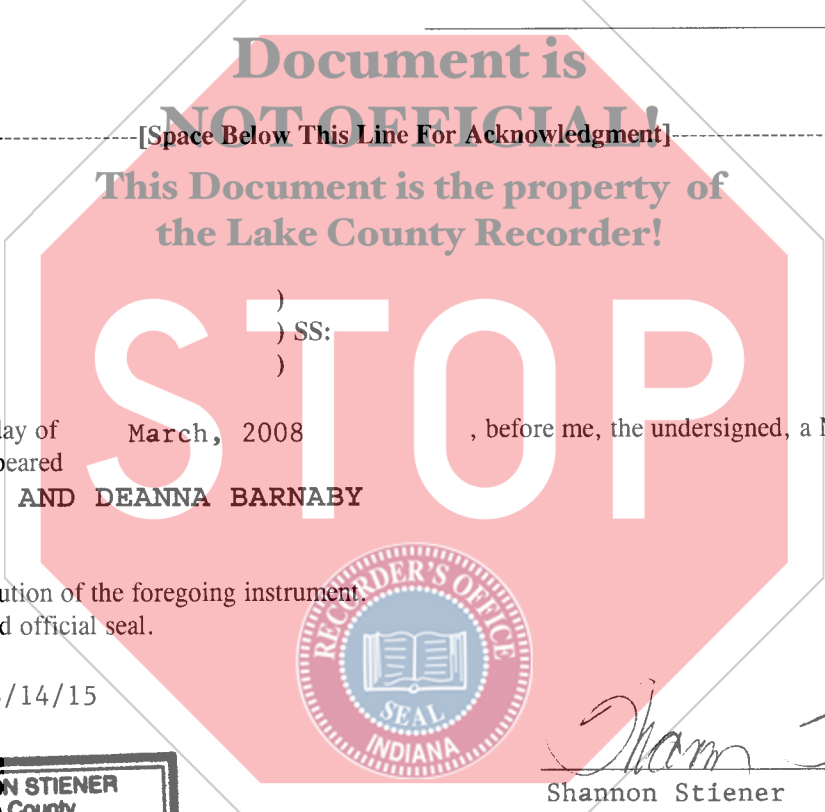 Document is
NOT OFFICIAL!
[Space Below This Line For Acknowledgment]
This Document is the property of
the Lake County Recorder!
)
) SS:
)
STOP
day of March, 2008 , before me, the undersigned, a
peared
AND DEANNA BARNABY
ution of the foregoing instrument.
d official seal.
RECORDER'S OFFICE
SEAL
INDIANA
/14/15
N STIENER
County
Shannon Stiener